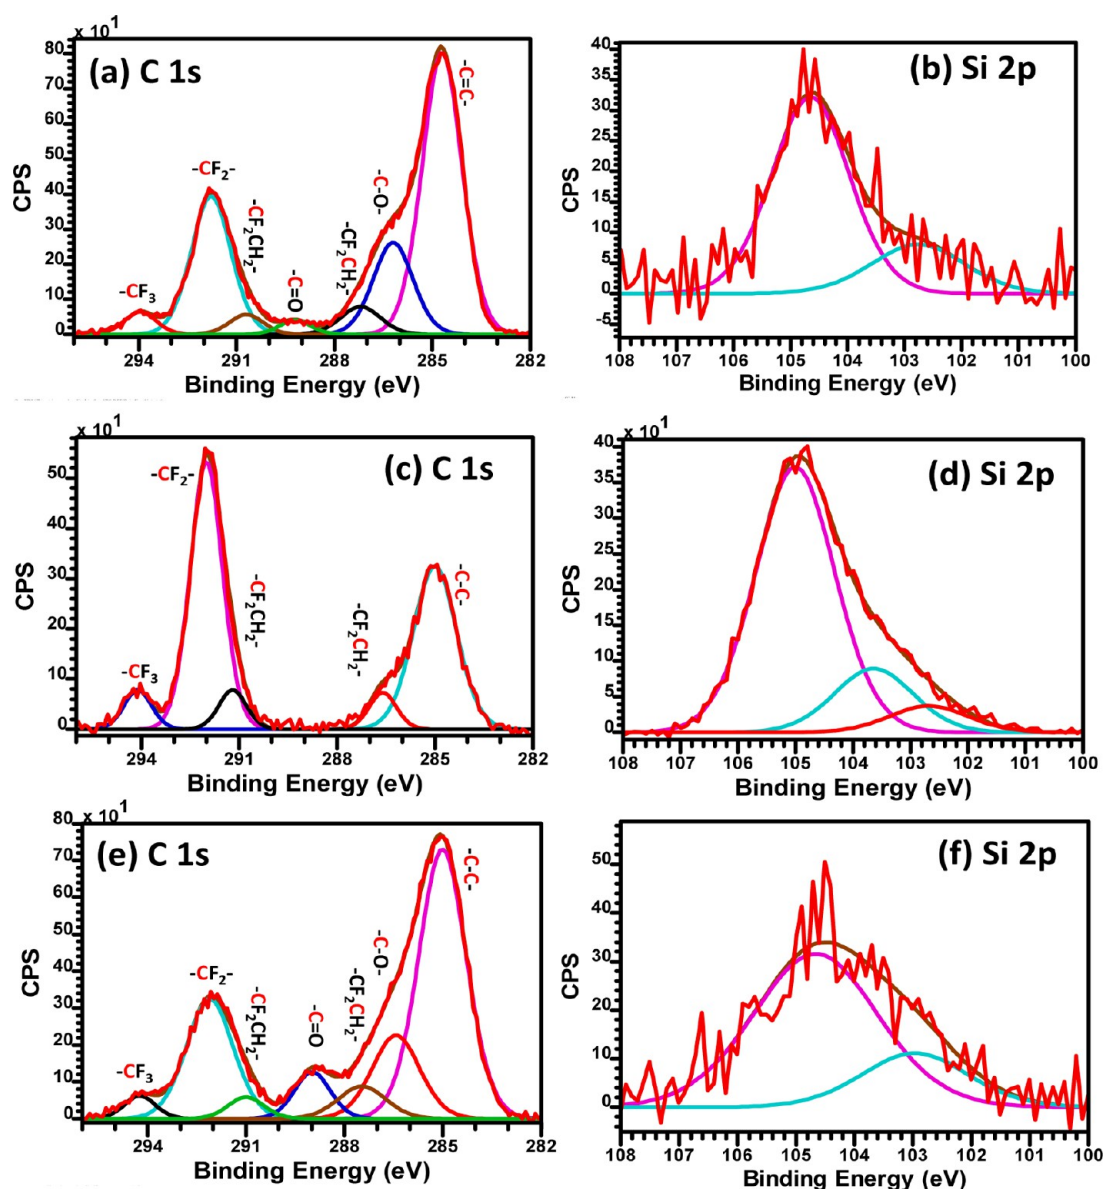 x 10¹
(a) C 1s
80
70
60
50
40
30
20
10
0
CPS
-CF₃
-CF₂-
-CF₂CH₂-
-C=O
-CF₂CH₂-
-C-O-
-C=C-
294 291 288 285 282
Binding Energy (eV)
(b) Si 2p
40
35
30
25
20
15
10
5
0
-5
CPS
108 107 106 105 104 103 102 101 100
Binding Energy (eV)
x 10¹
(c) C 1s
50
40
30
20
10
0
CPS
-CF₃
-CF₂-
-CF₂CH₂-
-CF₂CH₂-
-C-C-
294 291 288 285 282
Binding Energy (eV)
x 10¹
(d) Si 2p
40
35
30
25
20
15
10
5
0
CPS
108 107 106 105 104 103 102 101 100
Binding Energy (eV)
x 10¹
(e) C 1s
80
70
60
50
40
30
20
10
0
CPS
-CF₃
-CF₂-
-CF₂CH₂-
-C=O
-CF₂CH₂-
-C-O-
-C-C-
294 291 288 285 282
Binding Energy (eV)
(f) Si 2p
50
40
30
20
10
0
CPS
108 107 106 105 104 103 102 101 100
Binding Energy (eV)